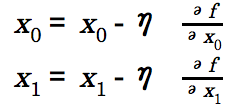 x₀ = x₀ - η ∂f/∂x₀
x₁ = x₁ - η ∂f/∂x₁